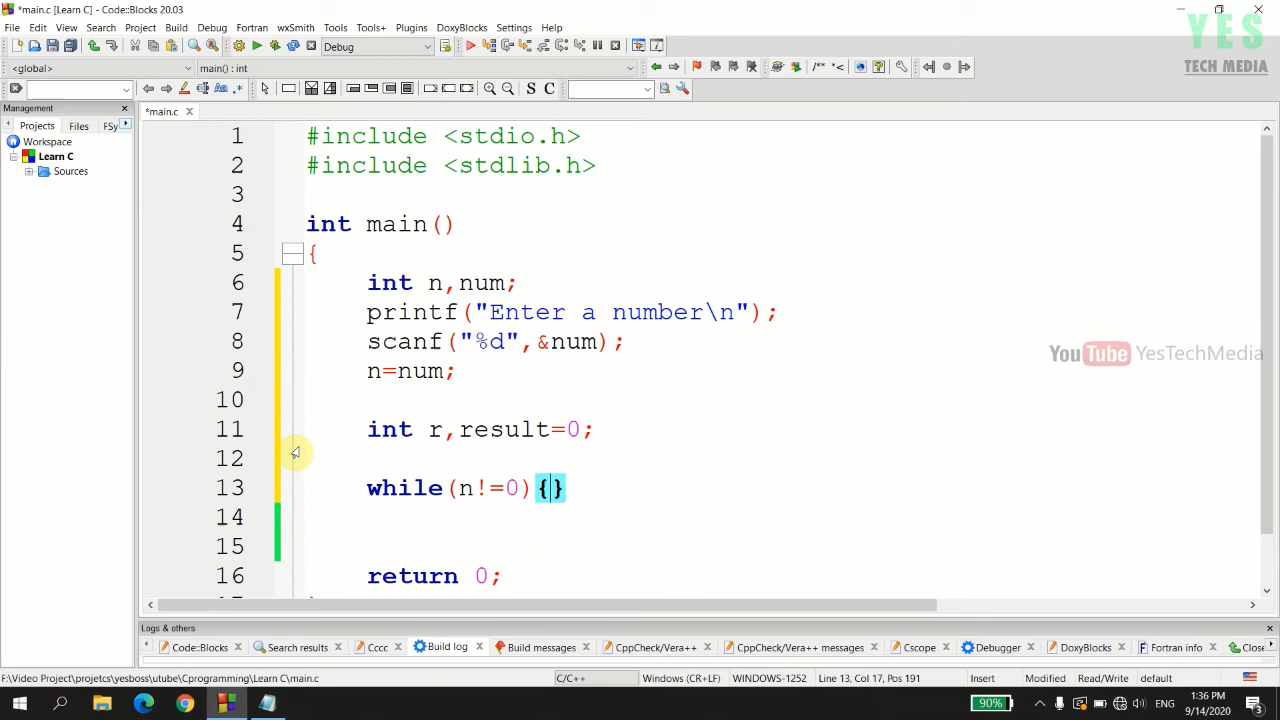 *main.c [Learn C] - Code::Blocks 20.03
File Edit View Search Project Build Debug Fortran wxSmith Tools Tools+ Plugins DoxyBlocks Settings Help
YES
TECH MEDIA
Debug
<global> main() : int
/** *<
Aa .*
S C
Management
*main.c
Projects Files FSy
Workspace
Learn C
Sources
1 #include <stdio.h>
2 #include <stdlib.h>
3
4 int main()
5 {
6 int n,num;
7 printf("Enter a number\n");
8 scanf("%d",&num);
9 n=num;
10
11 int r,result=0;
12
13 while(n!=0){}
14
15
16 return 0;
YouTube YesTechMedia
Logs & others
Code::Blocks Search results Cccc Build log Build messages CppCheck/Vera++ CppCheck/Vera++ messages Cscope Debugger DoxyBlocks Fortran info Close
F:\Video Project\projetcs\yesboss\utube\Cprogramming\Learn C\main.c C/C++ Windows (CR+LF) WINDOWS-1252 Line 13, Col 17, Pos 191 Insert Modified Read/Write default
90% ENG 1:36 PM
9/14/2020
3